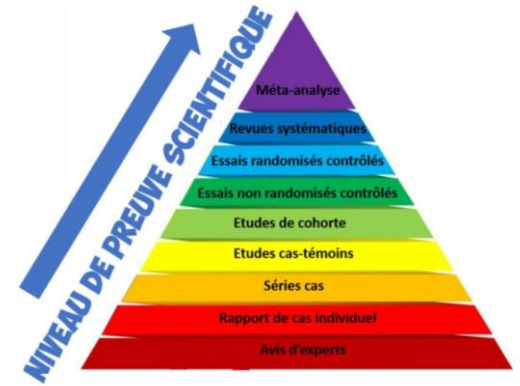 NIVEAU DE PREUVE SCIENTIFIQUE
Méta-analyse
Revues systématiques
Essais randomisés contrôlés
Essais non randomisés contrôlés
Etudes de cohorte
Etudes cas-témoins
Séries cas
Rapport de cas individuel
Avis d'experts